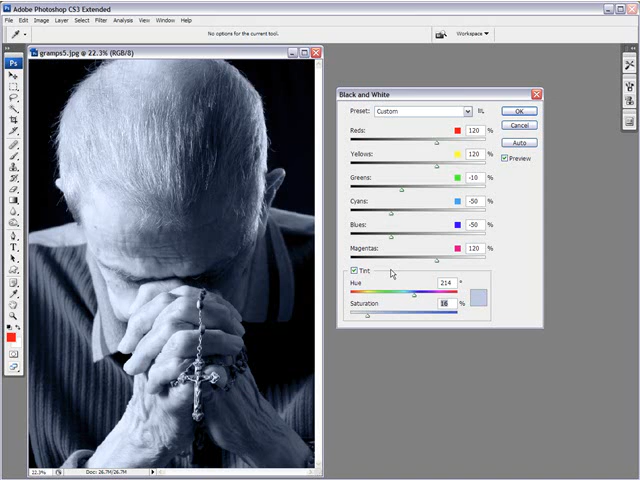 Adobe Photoshop CS3 Extended
File Edit Image Layer Select Filter Analysis View Window Help
No options for the current tool.
Workspace
Ps
gramps5.jpg @ 22.3% (RGB/8)
Black and White
Preset: Custom
OK
Reds: 120 %
Cancel
Yellows: 120 %
Auto
Greens: -10 %
Preview
Cyans: -50 %
Blues: -50 %
Magentas: 120 %
Tint
Hue 214 °
Saturation 16 %
22.3% Doc: 26.7M/26.7M